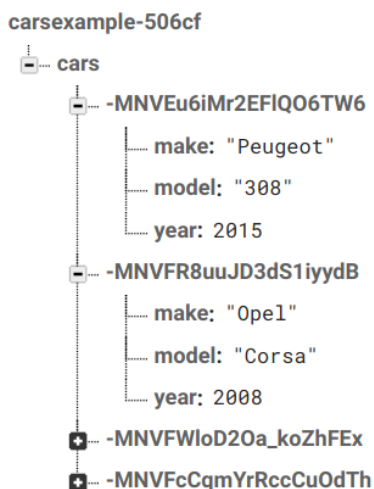 carsexample-506cf
cars
-MNVEu6iMr2EFlQO6TW6
make: "Peugeot"
model: "308"
year: 2015
-MNVFR8uuJD3dS1iyydB
make: "Opel"
model: "Corsa"
year: 2008
-MNVFWloD2Oa_koZhFEx
-MNVFcCqmYrRccCuOdTh